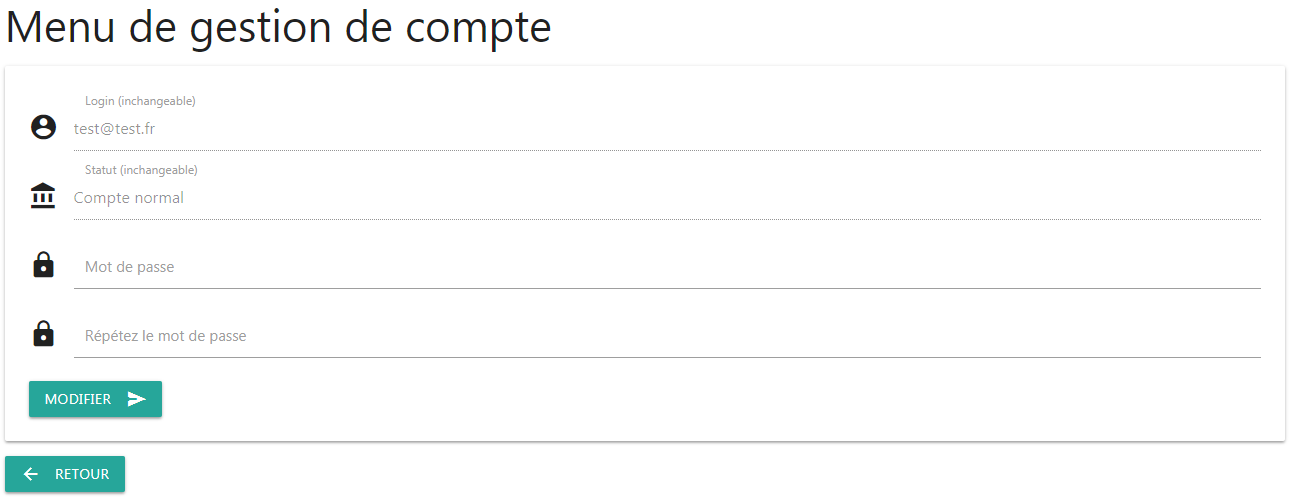 Menu de gestion de compte
Login (inchangeable)
test@test.fr
Statut (inchangeable)
Compte normal
Mot de passe
Répétez le mot de passe
MODIFIER
RETOUR